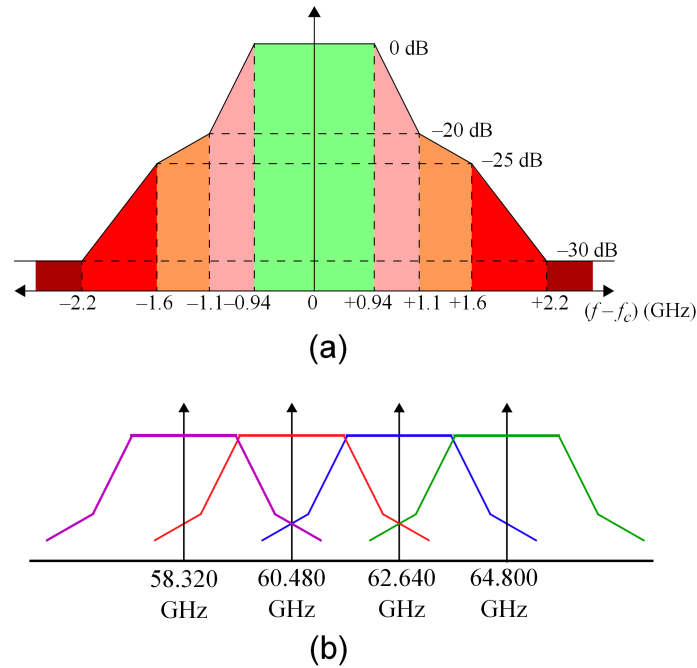 0 dB
–20 dB
–25 dB
–30 dB
–2.2 –1.6 –1.1 –0.94 0 +0.94 +1.1 +1.6 +2.2 (f – fc) (GHz)
(a)
58.320 60.480 62.640 64.800
GHz GHz GHz GHz
(b)